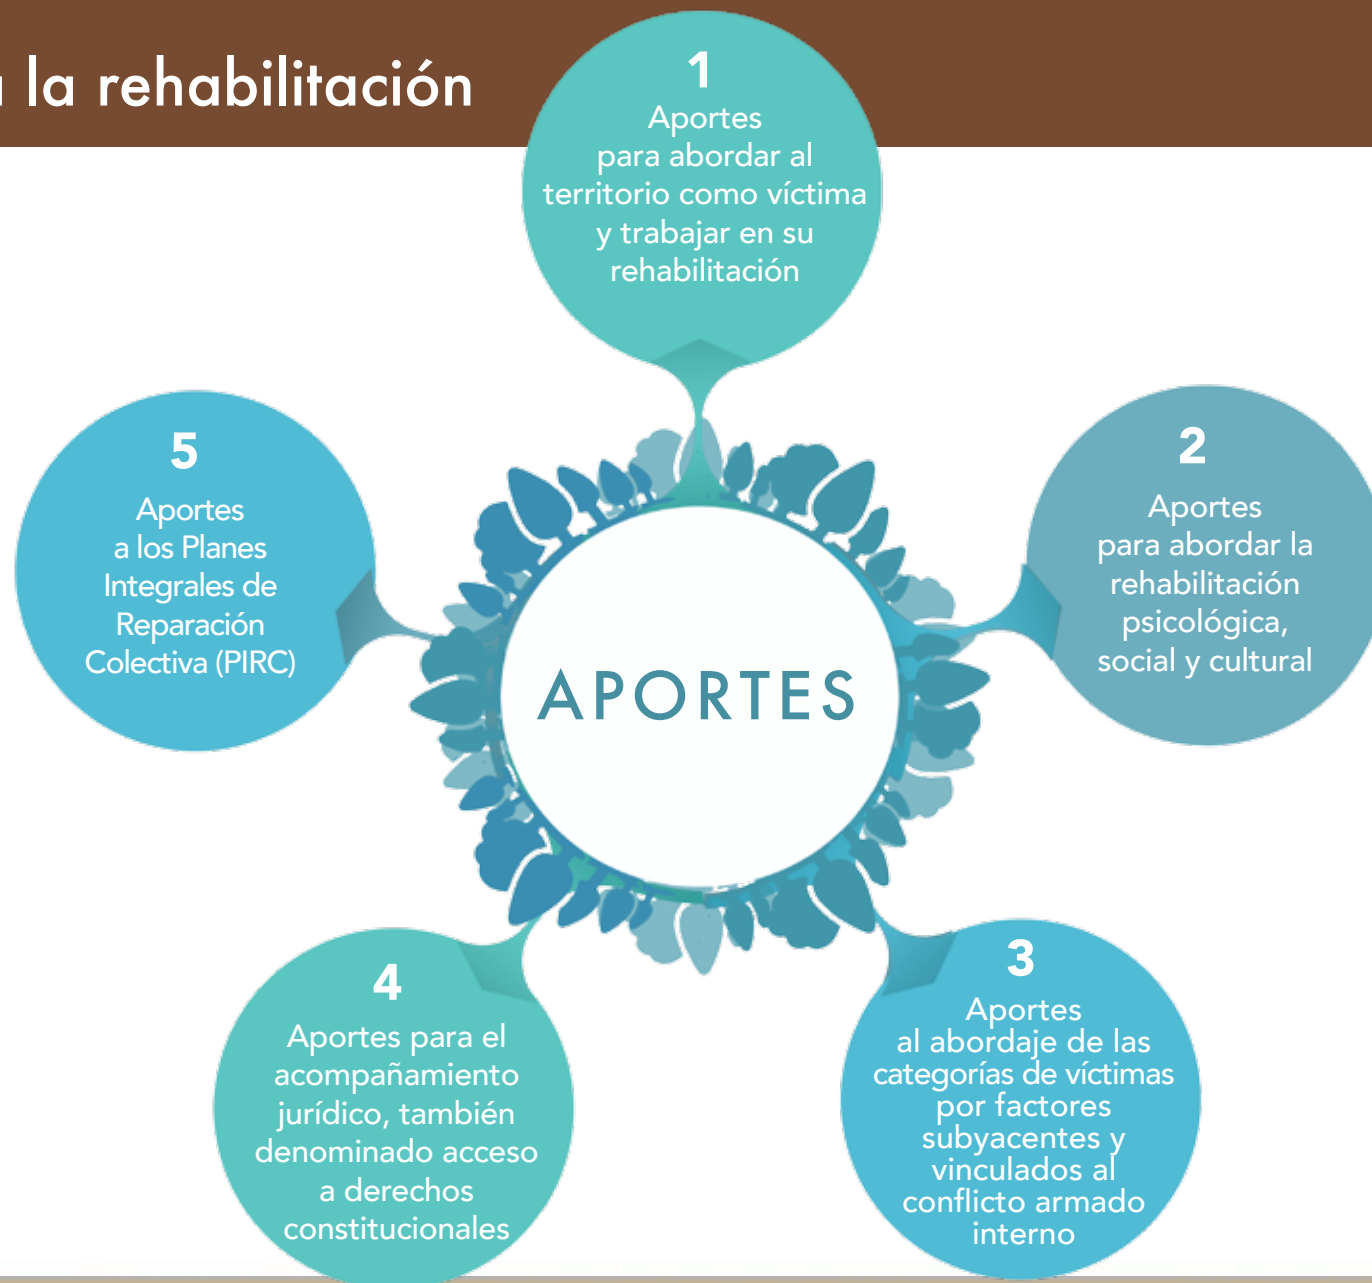 la rehabilitación
1
Aportes
para abordar al
territorio como víctima
y trabajar en su
rehabilitación
2
Aportes
para abordar la
rehabilitación
psicológica,
social y cultural
3
Aportes
al abordaje de las
categorías de víctimas
por factores
subyacentes y
vinculados al
conflicto armado
interno
4
Aportes para el
acompañamiento
jurídico, también
denominado acceso
a derechos
constitucionales
5
Aportes
a los Planes
Integrales de
Reparación
Colectiva (PIRC)
APORTES